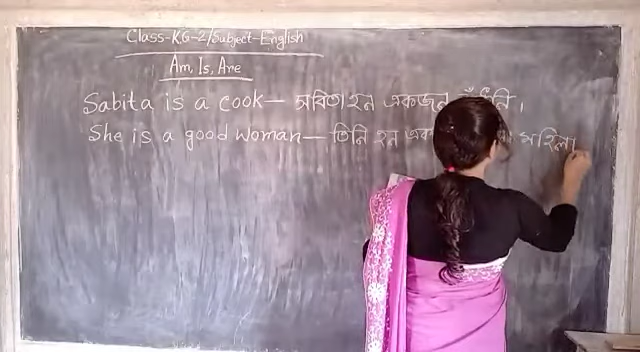 Class-KG-2/Subject-English
Am, Is, Are
Sabita is a cook— সবিতা হন একজন রাঁধুনি।
She is a good woman— তিনি হন মহিলা